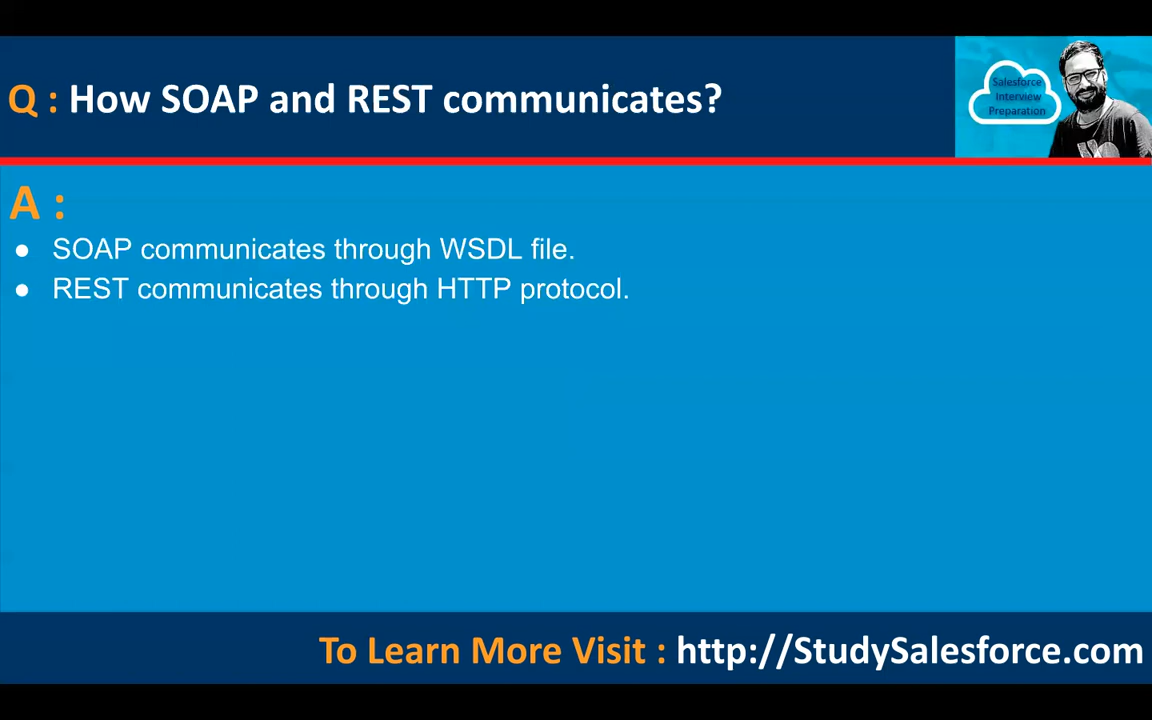 Q : How SOAP and REST communicates?
Salesforce
Interview
Preparation
A :
● SOAP communicates through WSDL file.
● REST communicates through HTTP protocol.
To Learn More Visit : http://StudySalesforce.com